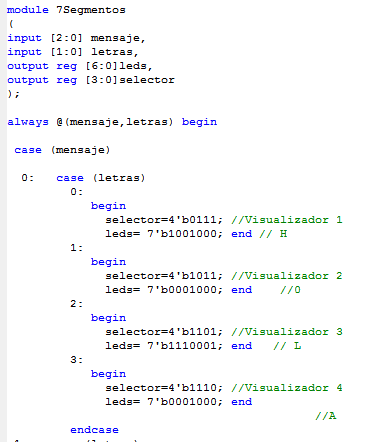 module 7Segmentos
(
input [2:0] mensaje,
input [1:0] letras,
output reg [6:0]leds,
output reg [3:0]selector
);
always @(mensaje,letras) begin
case (mensaje)
0: case (letras)
0:
begin
selector=4'b0111; //Visualizador 1
leds= 7'b1001000; end // H
1:
begin
selector=4'b1011; //Visualizador 2
leds= 7'b0001000; end //0
2:
begin
selector=4'b1101; //Visualizador 3
leds= 7'b1110001; end // L
3:
begin
selector=4'b1110; //Visualizador 4
leds= 7'b0001000; end
//A
endcase